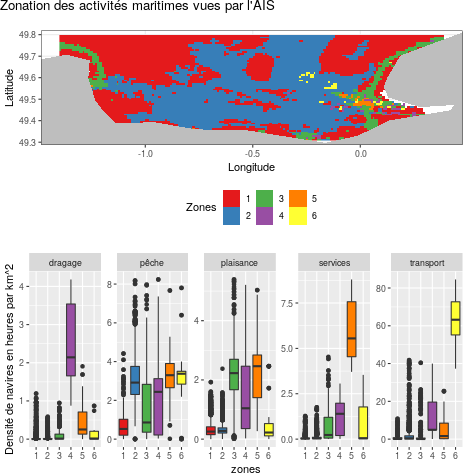 Zonation des activités maritimes vues par l'AIS
Latitude
49.8
49.7
49.6
49.5
49.4
49.3
-1.0 -0.5 0.0
Longitude
Zones 1 3 5
2 4 6
Densité de navires en heures par km^2
dragage pêche plaisance services transport
4
3
2
1
0
8
6
4
2
0
4
2
0
7.5
5.0
2.5
0.0
80
60
40
20
0
1 2 3 4 5 6 1 2 3 4 5 6 1 2 3 4 5 6 1 2 3 4 5 6 1 2 3 4 5 6
zones